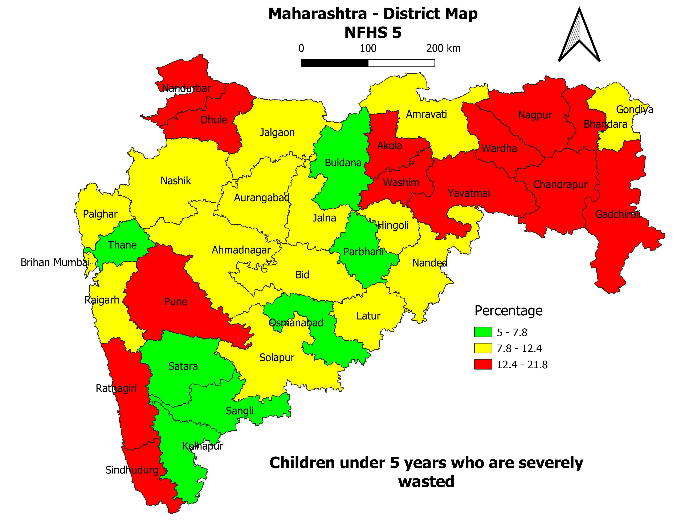 Maharashtra - District Map
NFHS 5
0 100 200 km
Nandurbar
Dhule
Jalgaon
Amravati
Nagpur
Gondiya
Bhandara
Buldana
Akola
Wardha
Nashik
Aurangabad
Washim
Yavatmal
Chandrapur
Gadchiroli
Palghar
Jalna
Hingoli
Thane
Ahmadnagar
Parbhani
Brihan Mumbai
Bid
Nanded
Raigarh
Pune
Latur
Osmanabad
Solapur
Satara
Ratnagiri
Sangli
Kolhapur
Sindhudurg
Percentage
5 - 7.8
7.8 - 12.4
12.4 - 21.8
Children under 5 years who are severely
wasted